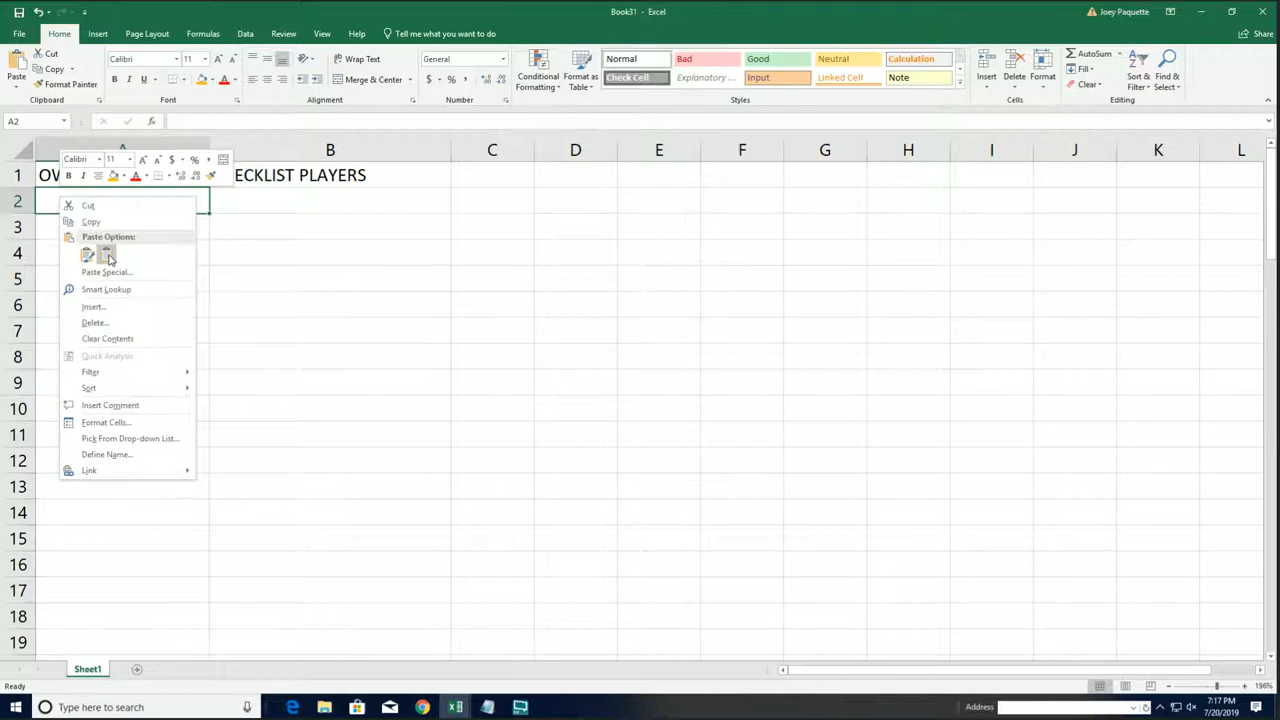 Book31 - Excel
Joey Paquette
File Home Insert Page Layout Formulas Data Review View Help Tell me what you want to do Share
Paste Cut Copy Format Painter Clipboard
Calibri 11 B I U Font
Wrap Text Merge & Center Alignment
General $ % , Number
Conditional Formatting Format as Table
Normal Bad Good Neutral Calculation
Check Cell Explanatory ... Input Linked Cell Note
Styles
Insert Delete Format Cells
AutoSum Fill Clear Sort & Filter Find & Select Editing
A2 fx
Calibri 11 $ % ,
B I A
A B C D E F G H I J K L
1 OV ECKLIST PLAYERS
2
3
4
5
6
7
8
9
10
11
12
13
14
15
16
17
18
19
Cut
Copy
Paste Options:
Paste Special...
Smart Lookup
Insert...
Delete...
Clear Contents
Quick Analysis
Filter
Sort
Insert Comment
Format Cells...
Pick From Drop-down List...
Define Name...
Link
Sheet1
Ready 196%
Type here to search Address 7:17 PM
7/20/2019